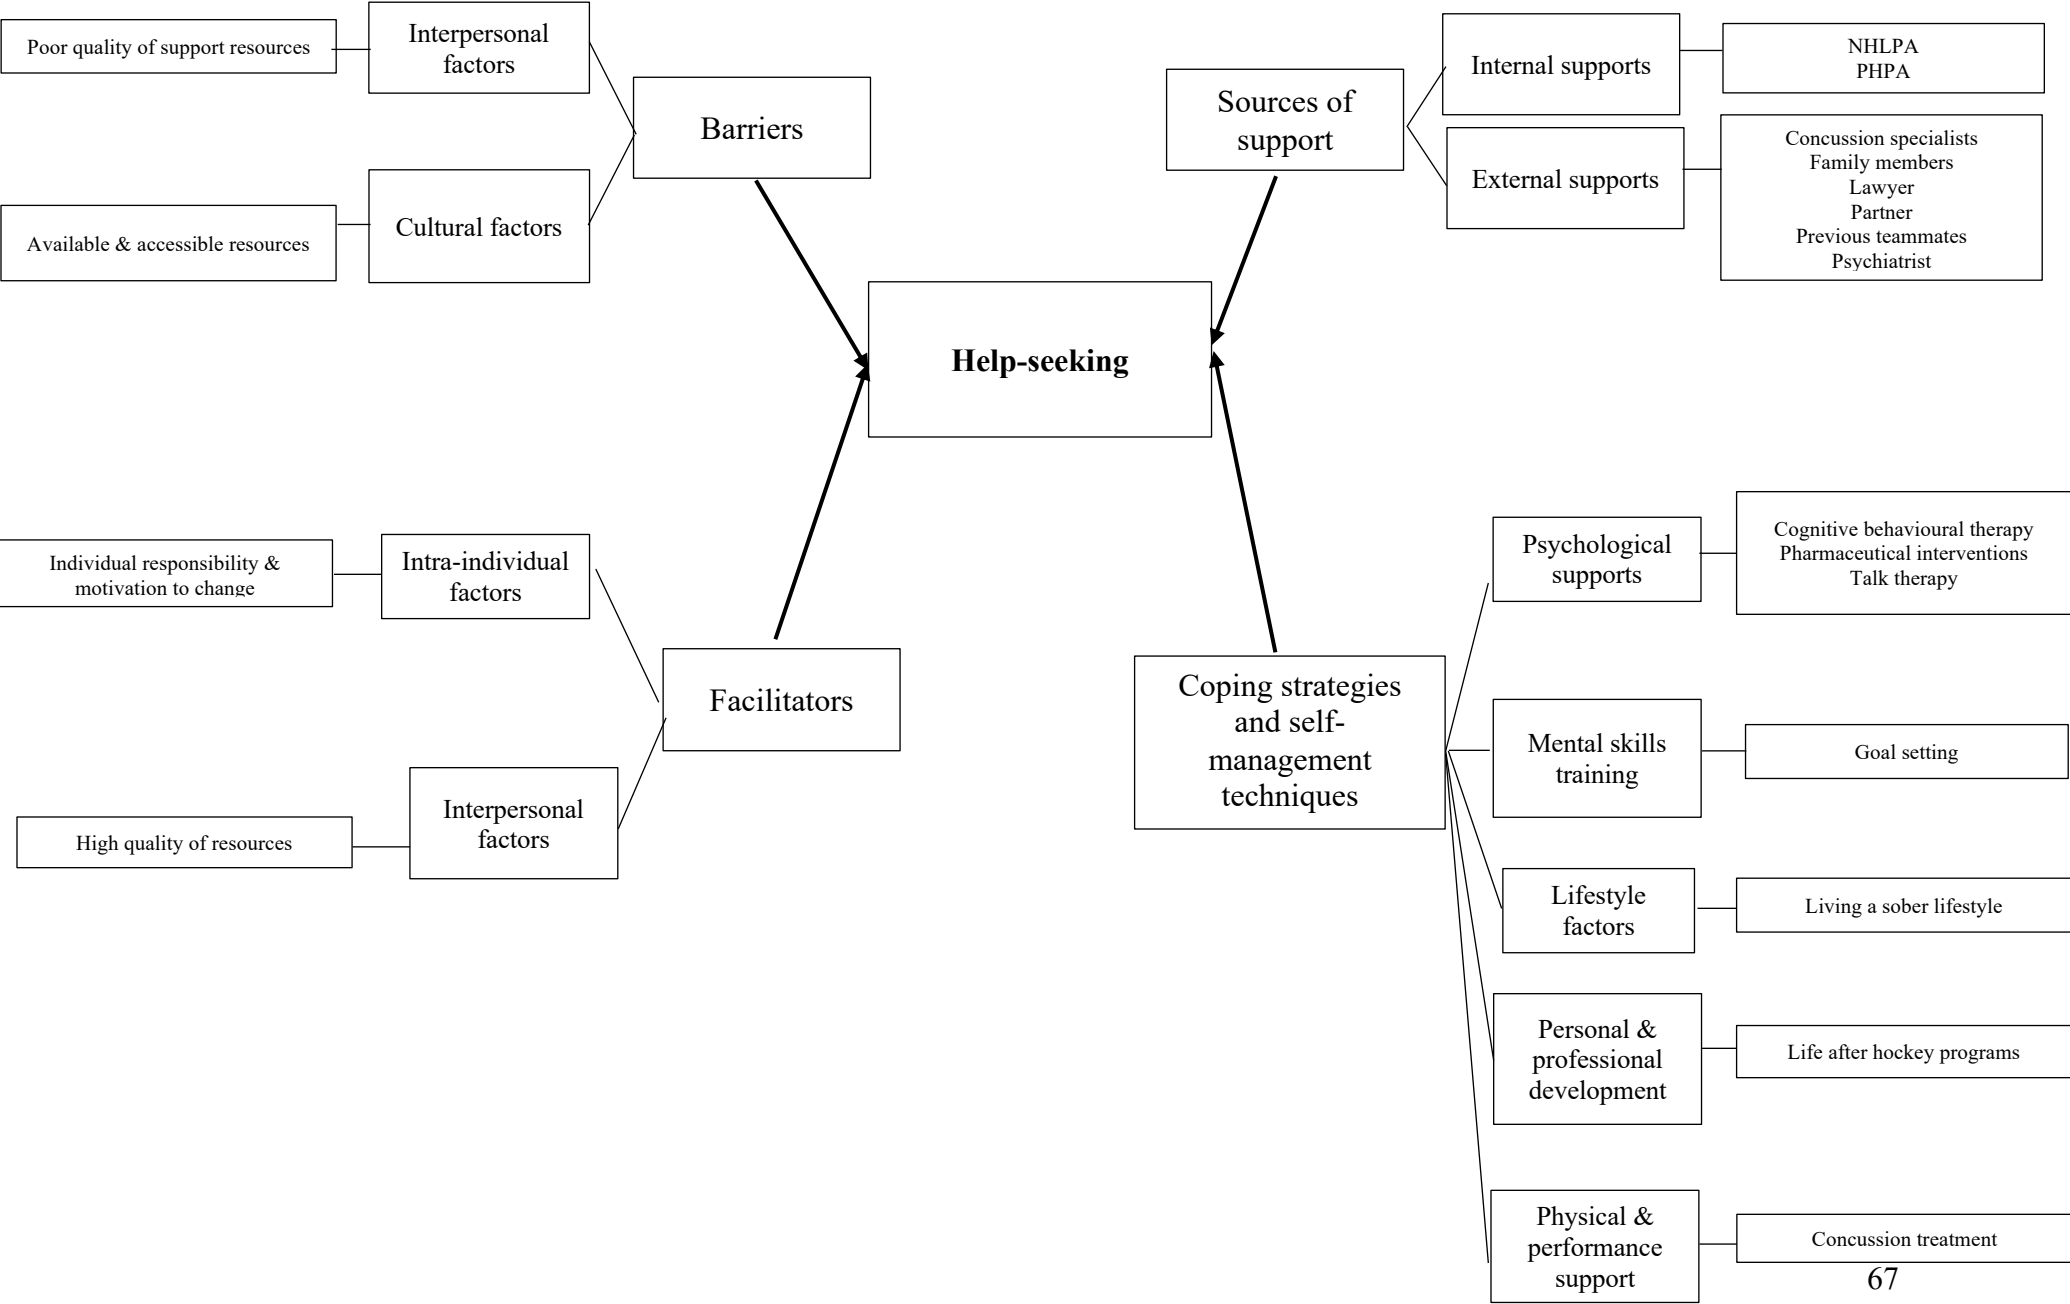 Poor quality of support resources
Interpersonal
factors
Barriers
Cultural factors
Available & accessible resources
Sources of
support
Internal supports
NHLPA
PHPA
External supports
Concussion specialists
Family members
Lawyer
Partner
Previous teammates
Psychiatrist
Help-seeking
Individual responsibility &
motivation to change
Intra-individual
factors
Facilitators
Interpersonal
factors
High quality of resources
Coping strategies
and self-
management
techniques
Psychological
supports
Cognitive behavioural therapy
Pharmaceutical interventions
Talk therapy
Mental skills
training
Goal setting
Lifestyle
factors
Living a sober lifestyle
Personal &
professional
development
Life after hockey programs
Physical &
performance
support
Concussion treatment
67